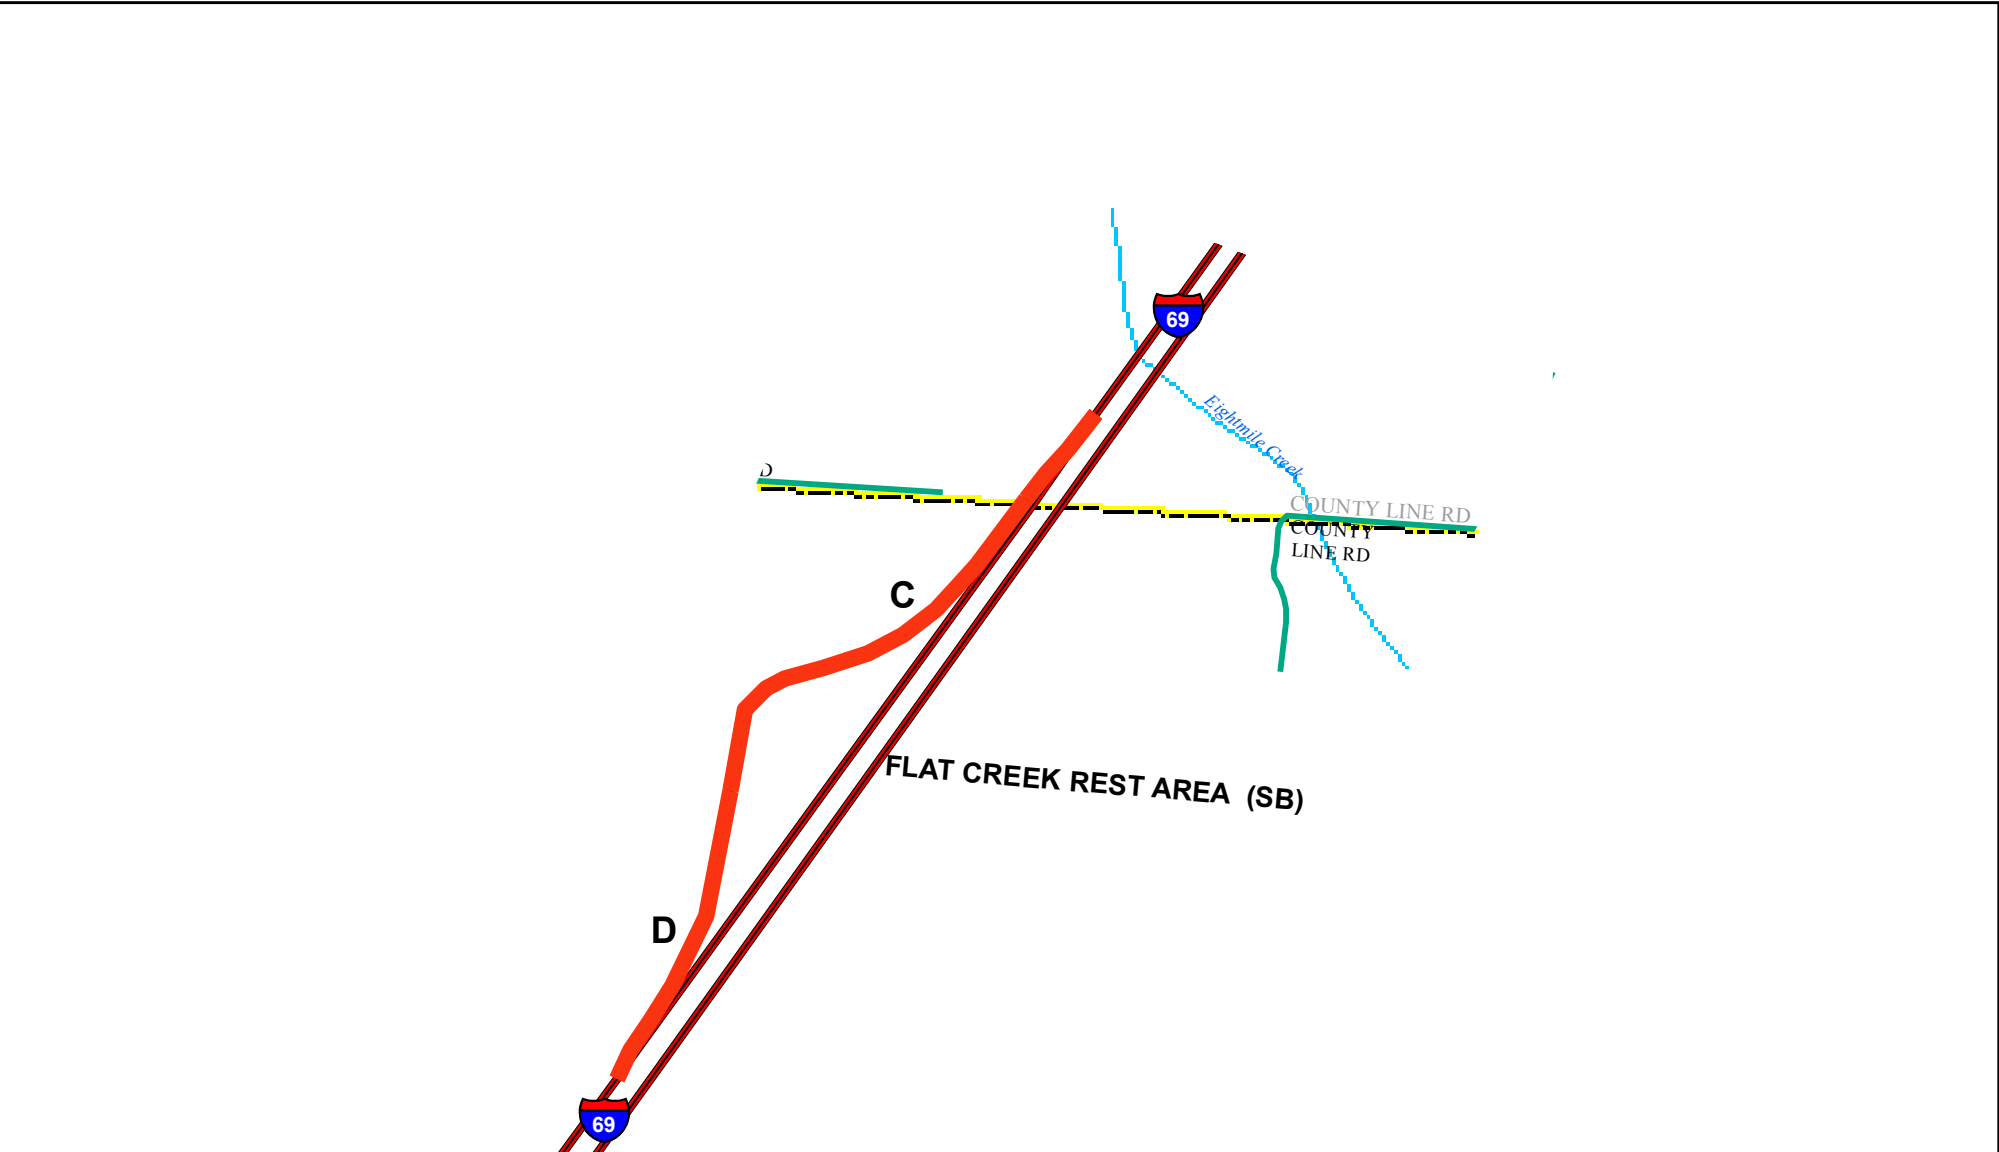 69
Eightmile Creek
D
COUNTY LINE RD
COUNTY
LINE RD
C
FLAT CREEK REST AREA (SB)
D
69